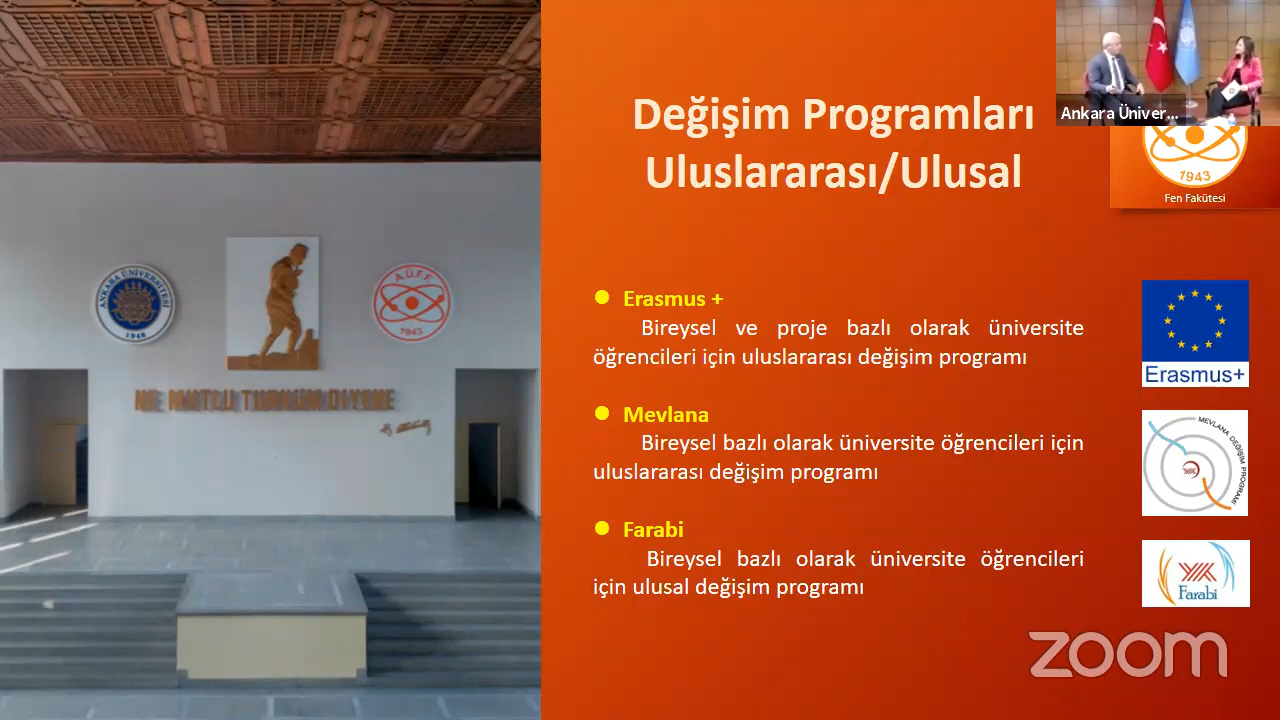 Değişim Programları
Uluslararası/Ulusal
Ankara Üniver...
1943
Fen Fakütesi
ANKARA ÜNİVERSİTESİ
1946
A.Ü.F.F.
1943
NE MUTLU TÜRKÜM DİYENE
Erasmus +
Bireysel ve proje bazlı olarak üniversite
öğrencileri için uluslararası değişim programı
Erasmus+
Mevlana
Bireysel bazlı olarak üniversite öğrencileri için
uluslararası değişim programı
MEVLANA DEĞİŞİM PROGRAMI
Farabi
Bireysel bazlı olarak üniversite öğrencileri
için ulusal değişim programı
Farabi
zoom